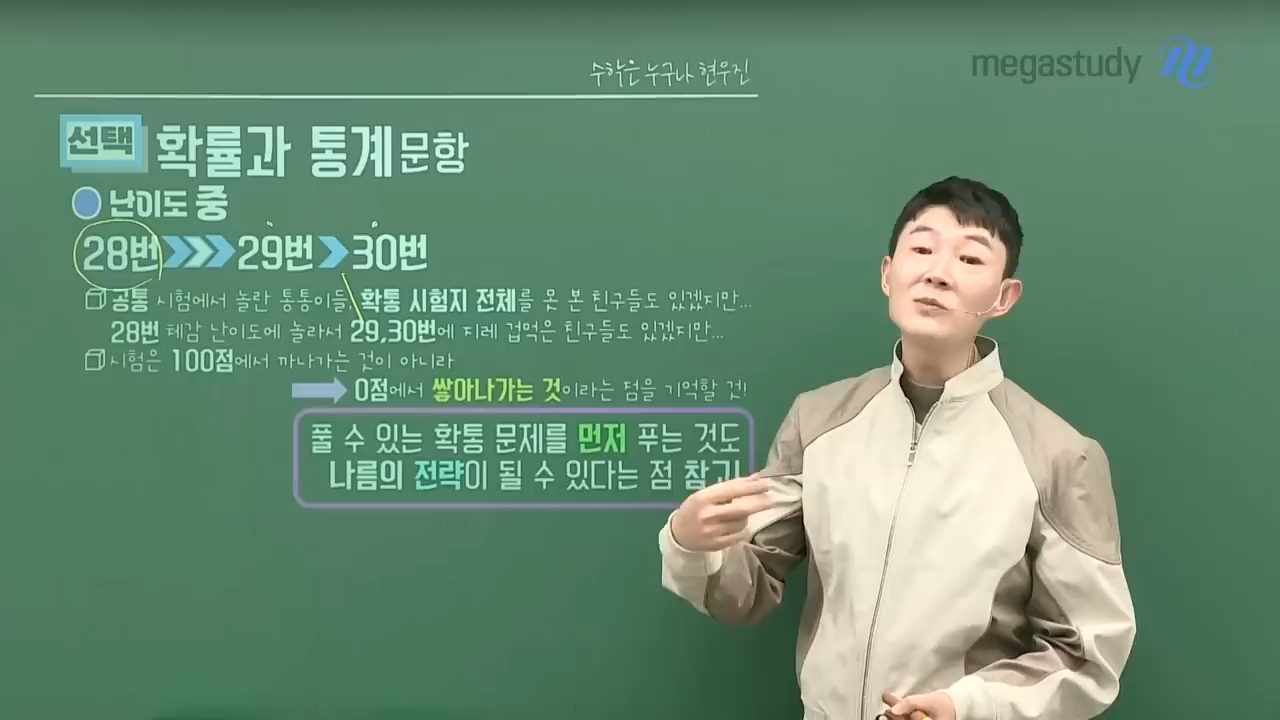 수학은 누구나 현우진
megastudy
선택 확률과 통계 문항
난이도 중
28번 29번 30번
공통 시험에서 놀란 통통이들, 확통 시험지 전체를 못 본 친구들도 있겠지만...
28번 체감 난이도에 놀라서 29,30번에 지레 겁먹은 친구들도 있겠지만...
시험은 100점에서 까나가는 것이 아니라
0점에서 쌓아나가는 것이라는 점을 기억할 것!
풀 수 있는 확통 문제를 먼저 푸는 것도
나름의 전략이 될 수 있다는 점 참고!